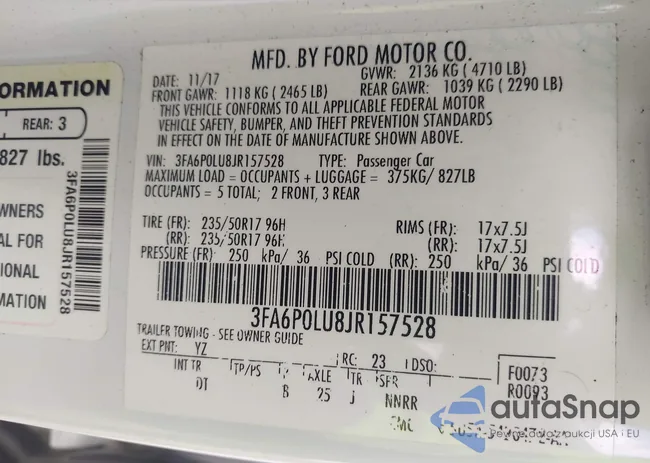 ORMATION
REAR: 3
827 lbs.
WNERS
AL FOR
IONAL
MATION
3FA6P0LU8JR157528
MFD. BY FORD MOTOR CO.
DATE: 11/17 GVWR: 2136 KG ( 4710 LB)
FRONT GAWR: 1118 KG ( 2465 LB) REAR GAWR: 1039 KG ( 2290 LB)
THIS VEHICLE CONFORMS TO ALL APPLICABLE FEDERAL MOTOR
VEHICLE SAFETY, BUMPER, AND THEFT PREVENTION STANDARDS
IN EFFECT ON THE DATE OF MANUFACTURE SHOWN ABOVE.
VIN: 3FA6P0LU8JR157528 TYPE: Passenger Car
MAXIMUM LOAD = OCCUPANTS + LUGGAGE = 375KG/ 827LB
OCCUPANTS = 5 TOTAL; 2 FRONT, 3 REAR
TIRE (FR): 235/50R17 96H RIMS (FR): 17x7.5J
(RR): 235/50R17 96H (RR): 17x7.5J
PRESSURE (FR): 250 kPa/ 36 PSI COLD (RR): 250 kPa/ 36 PSI COLD
3FA6P0LU8JR157528
TRAILER TOWING - SEE OWNER GUIDE
EXT PNT: YZ RC: 23 DSO: F0073
INT TR TP/PS R AXLE TR SPR R0093
DT B 25 J NNRR
autoSnap
Pewne auto z aukcji USA i EU